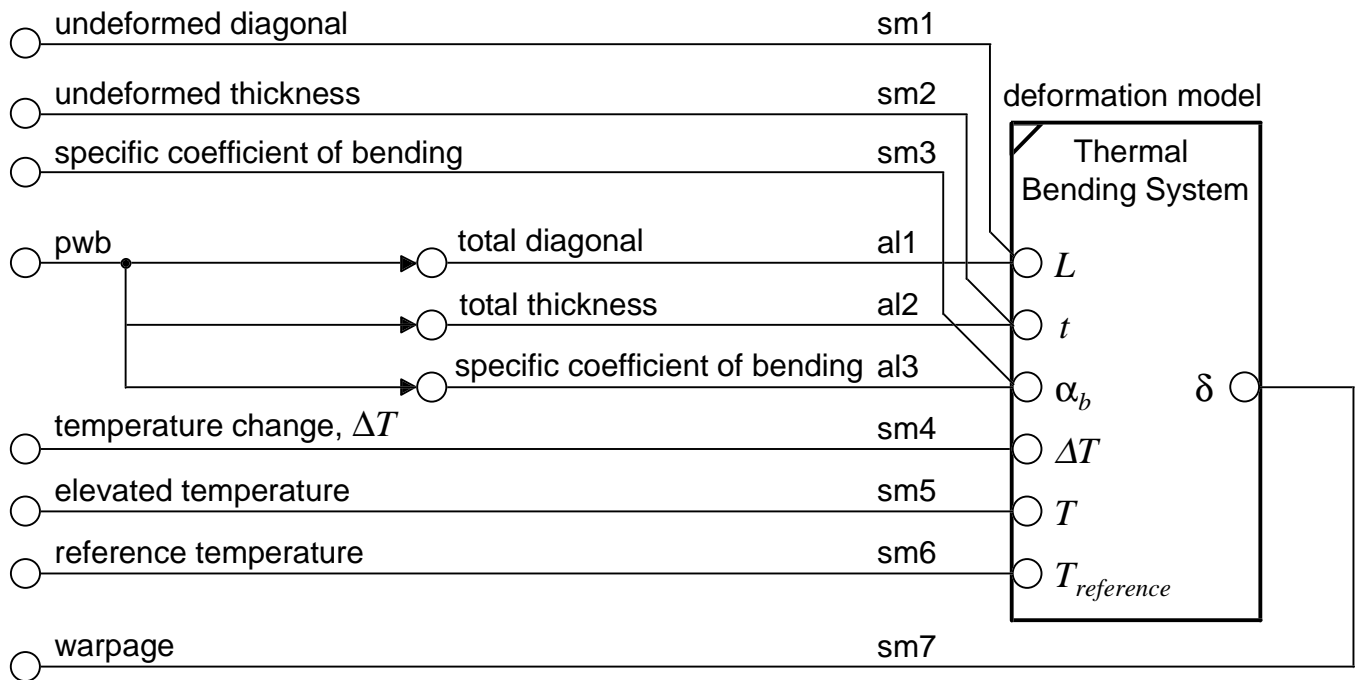 undeformed diagonal sm1
undeformed thickness sm2 deformation model
specific coefficient of bending sm3 Thermal
Bending System
pwb total diagonal al1 L
total thickness al2 t
specific coefficient of bending al3 α_b δ
temperature change, ΔT sm4 ΔT
elevated temperature sm5 T
reference temperature sm6 T_reference
warpage sm7